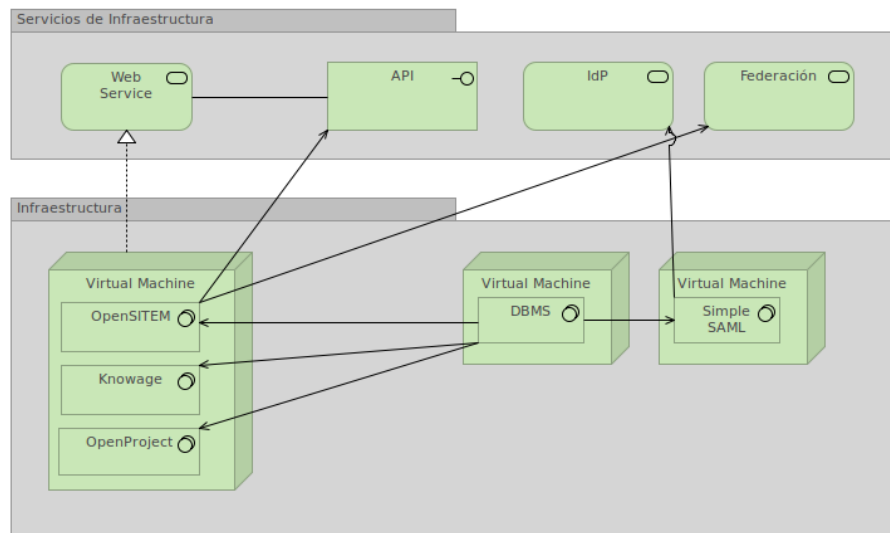 Servicios de Infraestructura
Web
Service
API
IdP
Federación
Infraestructura
Virtual Machine
OpenSITEM
Knowage
OpenProject
Virtual Machine
DBMS
Virtual Machine
Simple
SAML